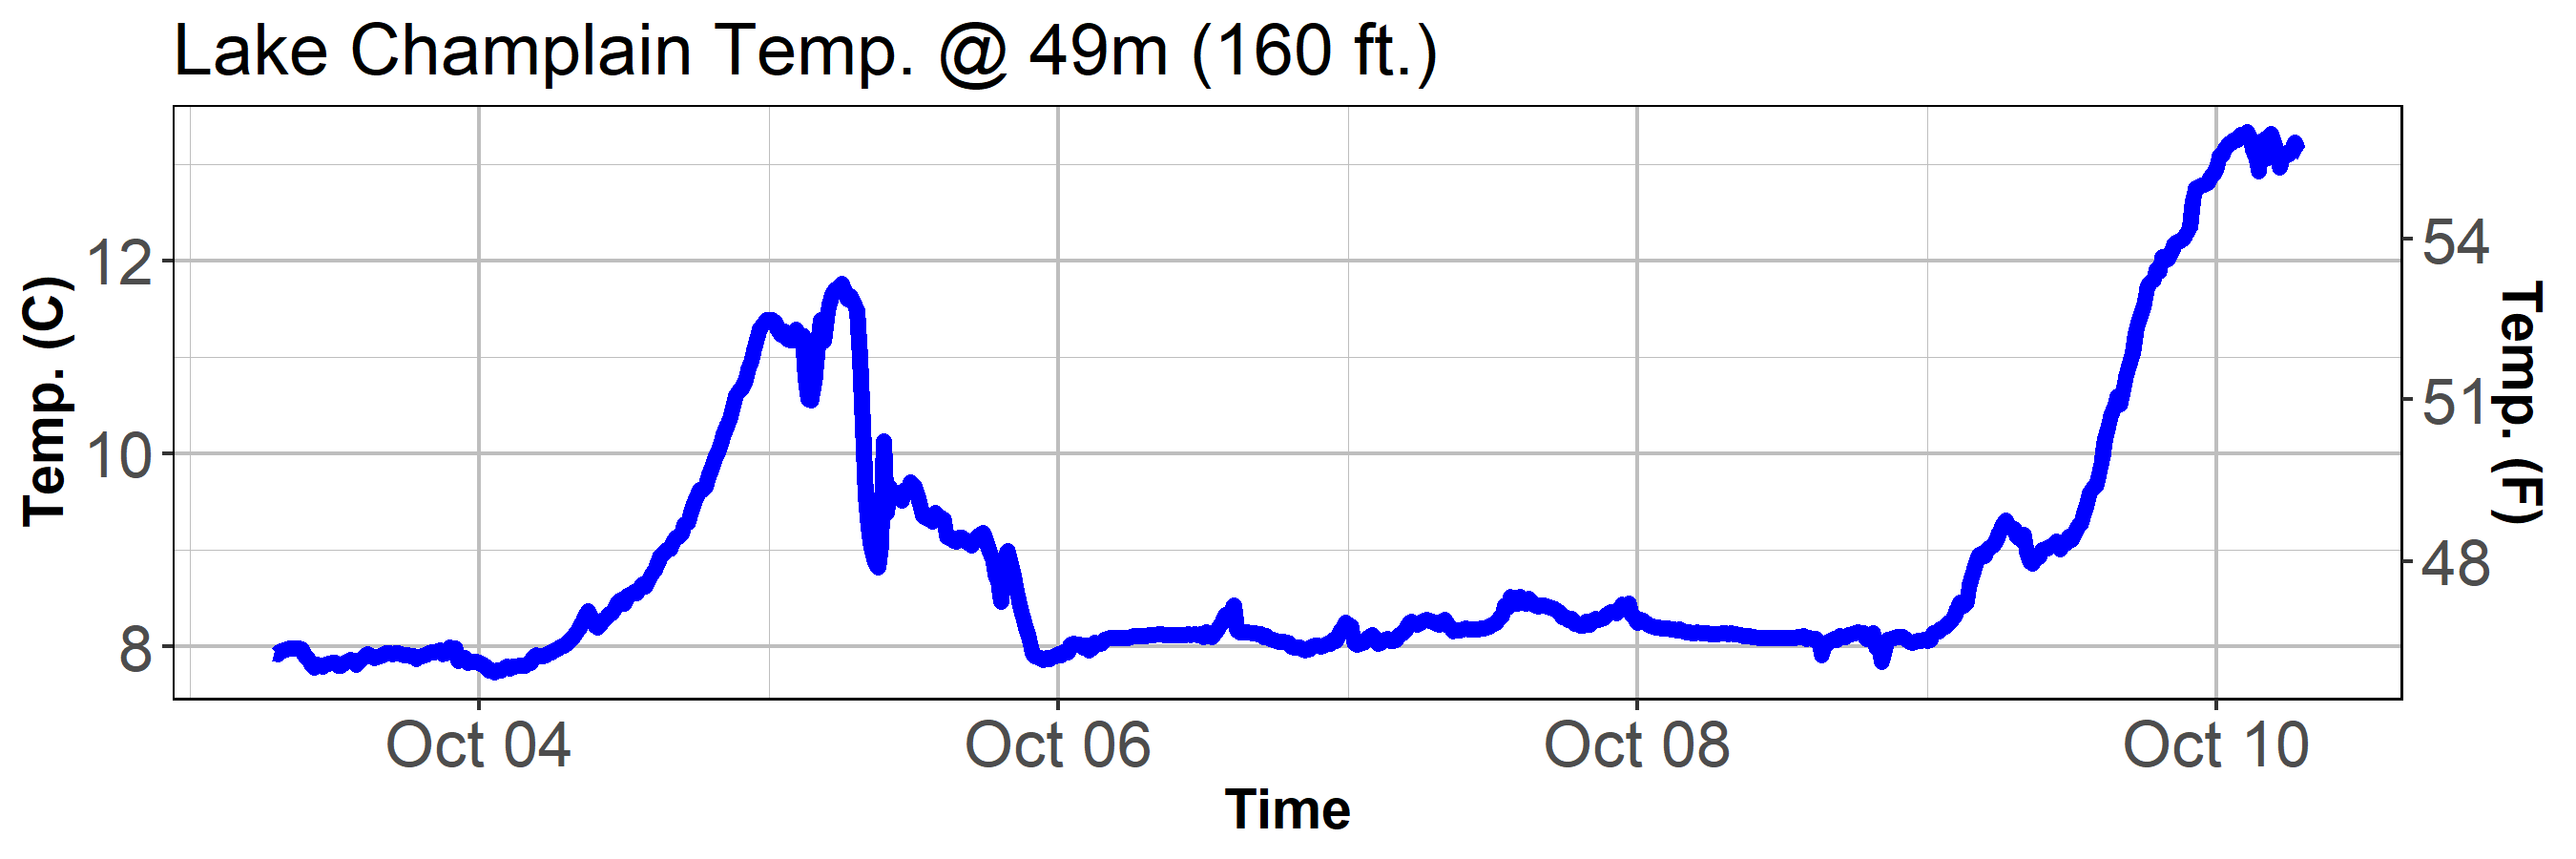 Lake Champlain Temp. @ 49m (160 ft.)
Temp. (C)
12
10
8
54
51
48
Temp. (F)
Oct 04 Oct 06 Oct 08 Oct 10
Time